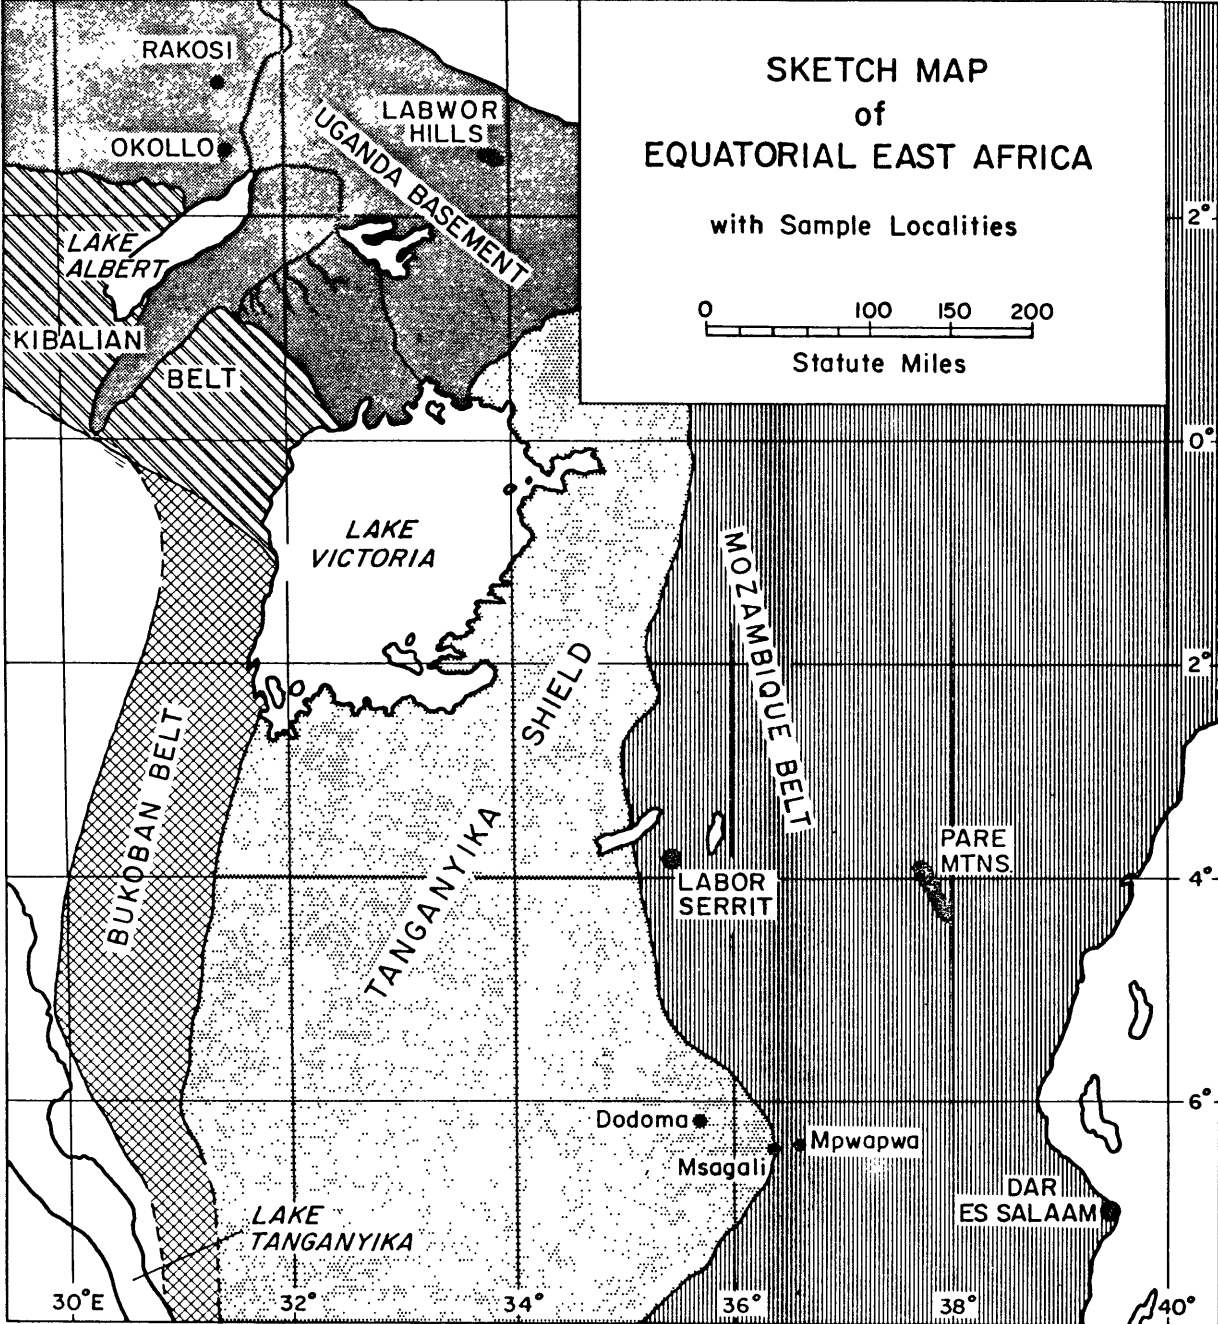 SKETCH MAP
of
EQUATORIAL EAST AFRICA
with Sample Localities
0 100 150 200
Statute Miles
RAKOSI
OKOLLO
LABWOR
HILLS
UGANDA BASEMENT
LAKE
ALBERT
KIBALIAN
BELT
LAKE
VICTORIA
MOZAMBIQUE BELT
TANGANYIKA SHIELD
BUKOBAN BELT
LABOR
SERRIT
PARE
MTNS.
Dodoma
Msagali
Mpwapwa
DAR
ES SALAAM
LAKE
TANGANYIKA
2°
0°
2°
4°
6°
30°E 32° 34° 36° 38° 40°